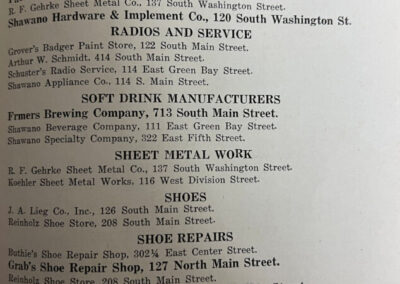 R. F. Gehrke Sheet Metal Co., 137 South Washington
Shawano Hardware & Implement Co., 120 South Washington St.
RADIOS AND SERVICE
Grover's Badger Paint Store, 122 South Main Street.
Arthur W. Schmidt, 414 South Main Street.
Schuster's Radio Service, 114 East Green Bay Street.
Shawano Appliance Co., 114 S. Main Street.
SOFT DRINK MANUFACTURERS
Frmers Brewing Company, 713 South Main Street.
Shawano Beverage Company, 111 East Green Bay Street.
Shawano Specialty Company, 322 East Fifth Street.
SHEET METAL WORK
R. F. Gehrke Sheet Metal Co., 137 South Washington Street.
Koehler Sheet Metal Works, 116 West Division Street.
SHOES
J. A. Lieg Co., Inc., 126 South Main Street.
Reinholz Shoe Store, 208 South Main Street.
SHOE REPAIRS
Buthie's Shoe Repair Shop, 302¼ East Center Street.
Grab's Shoe Repair Shop, 127 North Main Street.
Reinholz Shoe Store, 208 South Main Street.